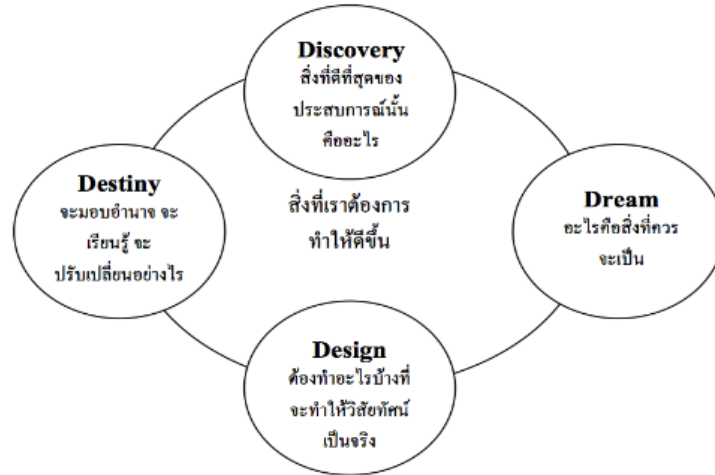 Discovery
สิ่งที่ดีที่สุดของ
ประสบการณ์นั้น
คืออะไร
Destiny
จะมอบอำนาจ จะ
เรียนรู้ จะ
ปรับเปลี่ยนอย่างไร
สิ่งที่เราต้องการ
ทำให้ดีขึ้น
Dream
อะไรคือสิ่งที่ควร
จะเป็น
Design
ต้องทำอะไรบ้างที่
จะทำให้วิสัยทัศน์
เป็นจริง